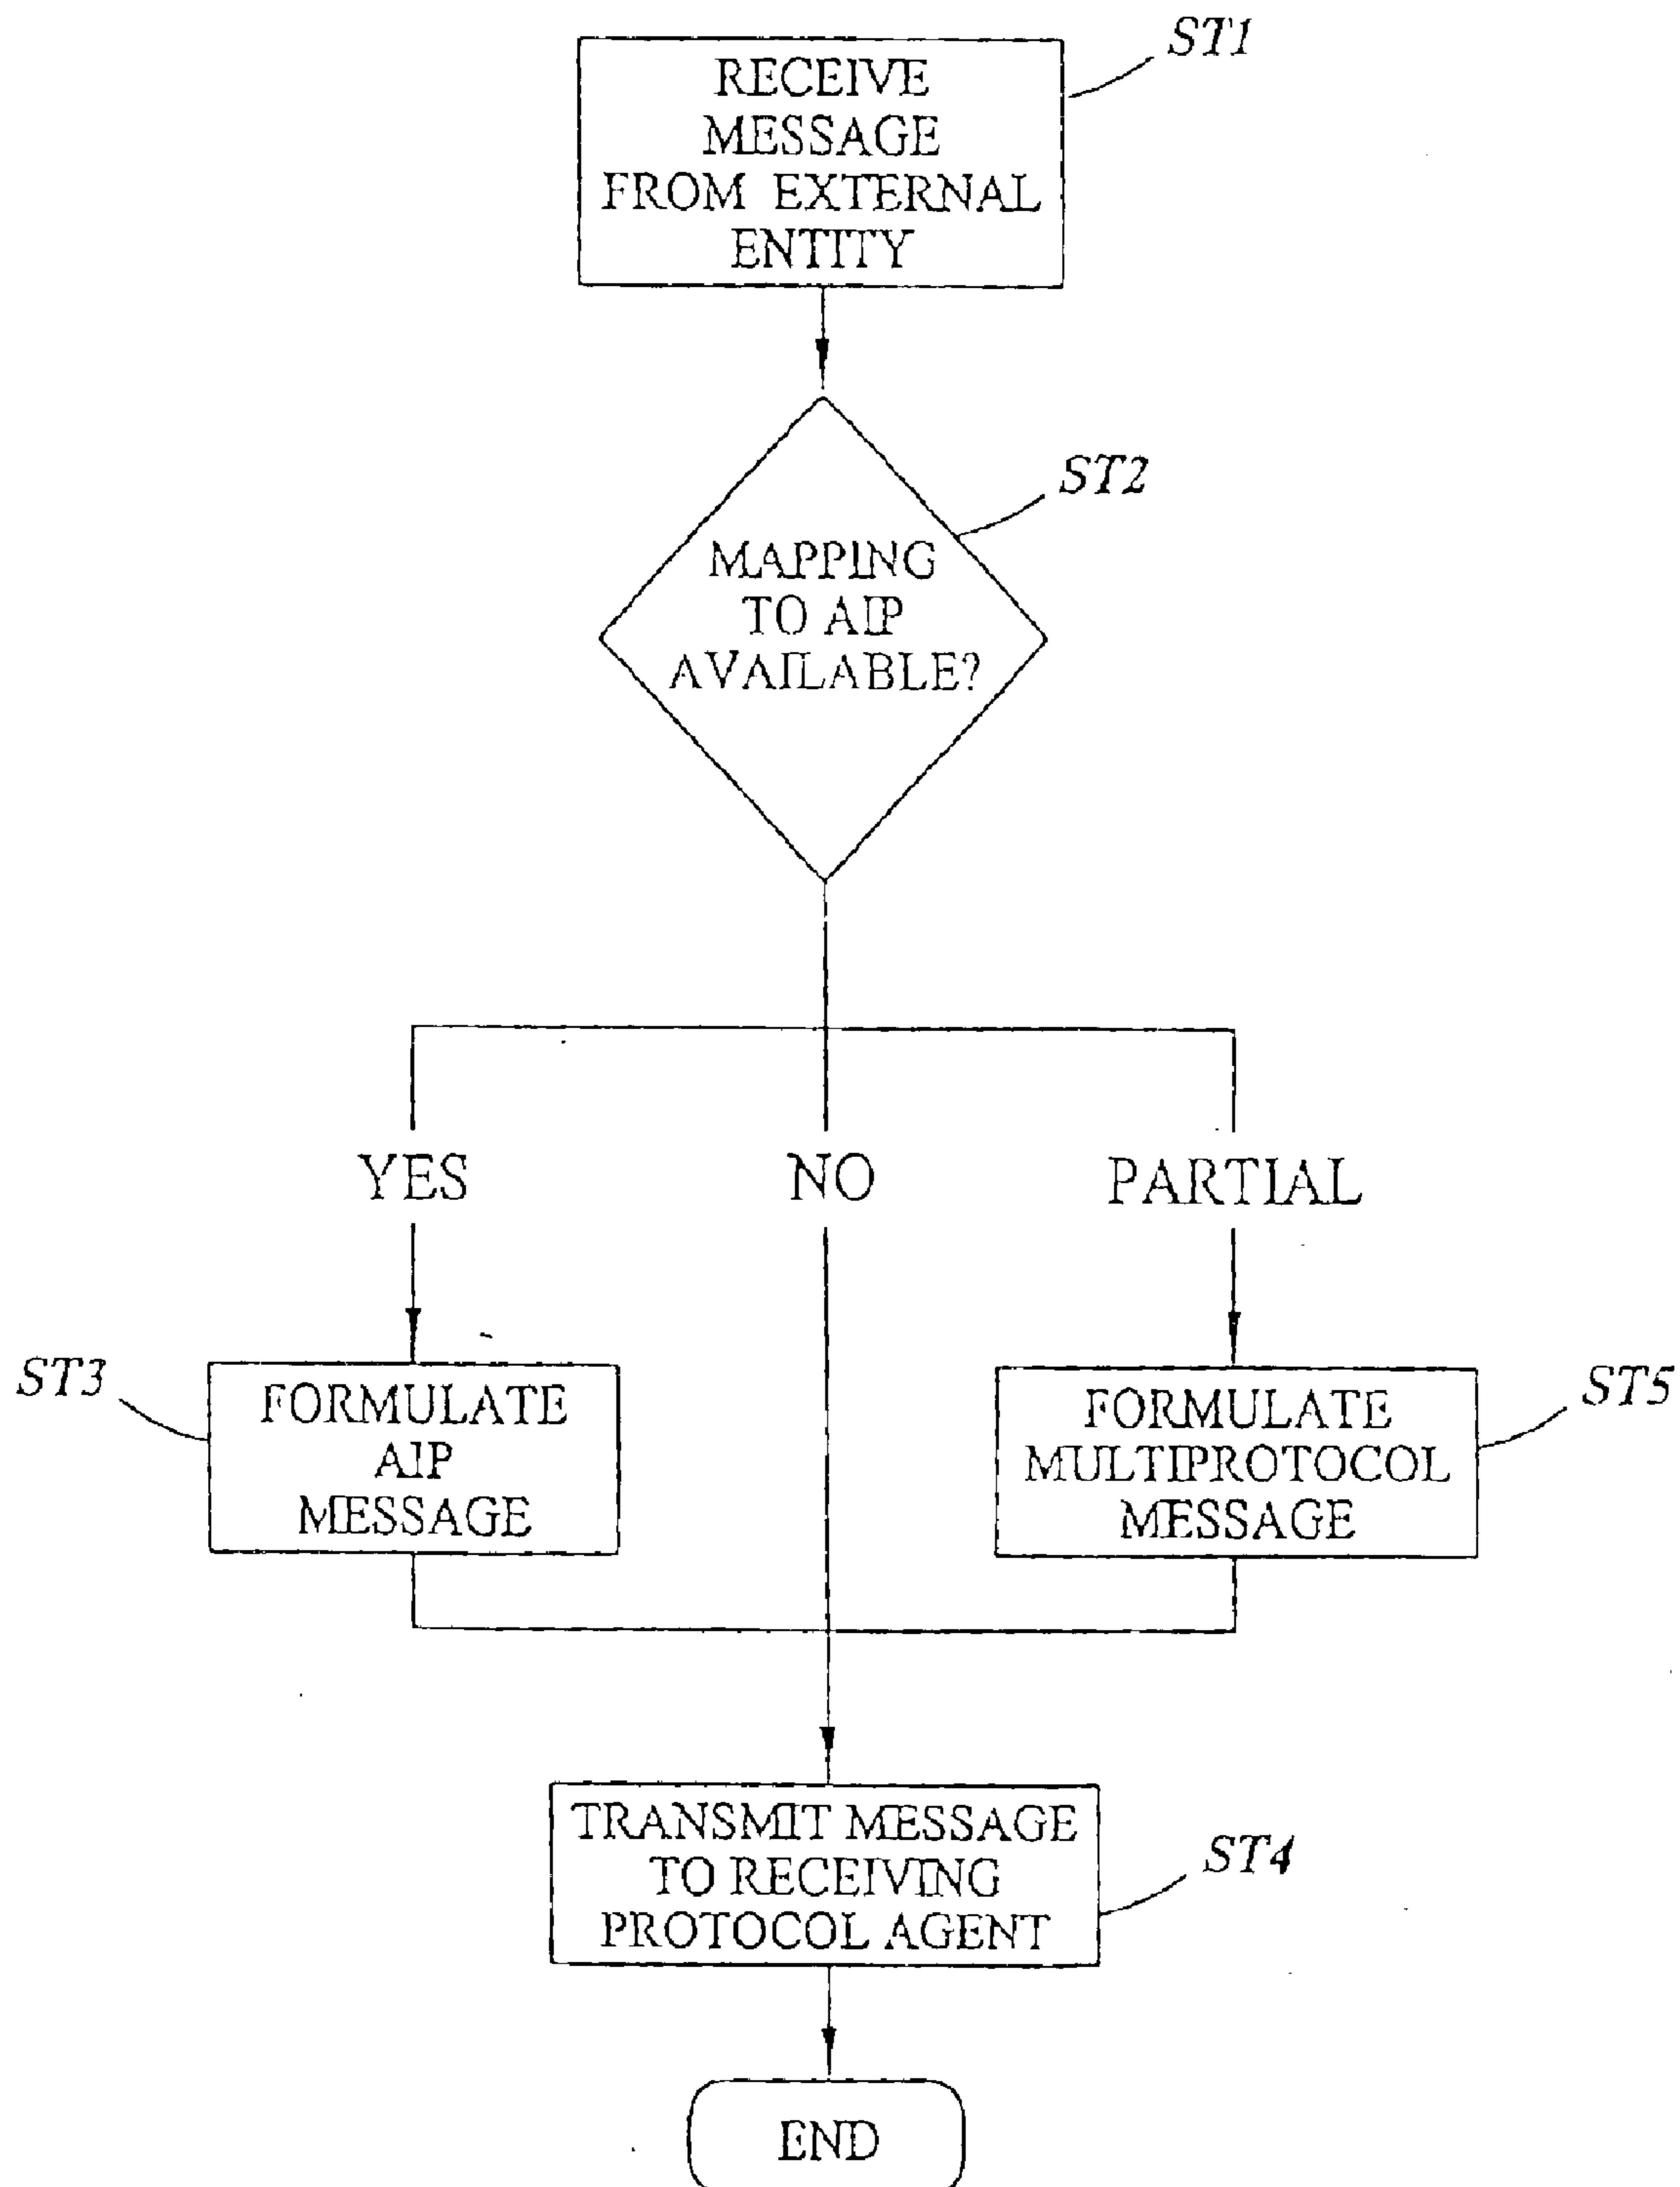 ST1
RECEIVE
MESSAGE
FROM EXTERNAL
ENTITY
ST2
MAPPING
TO AIP
AVAILABLE?
YES
NO
PARTIAL
ST3
FORMULATE
AIP
MESSAGE
FORMULATE
MULTIPROTOCOL
MESSAGE
ST5
TRANSMIT MESSAGE
TO RECEIVING
PROTOCOL AGENT
ST4
END